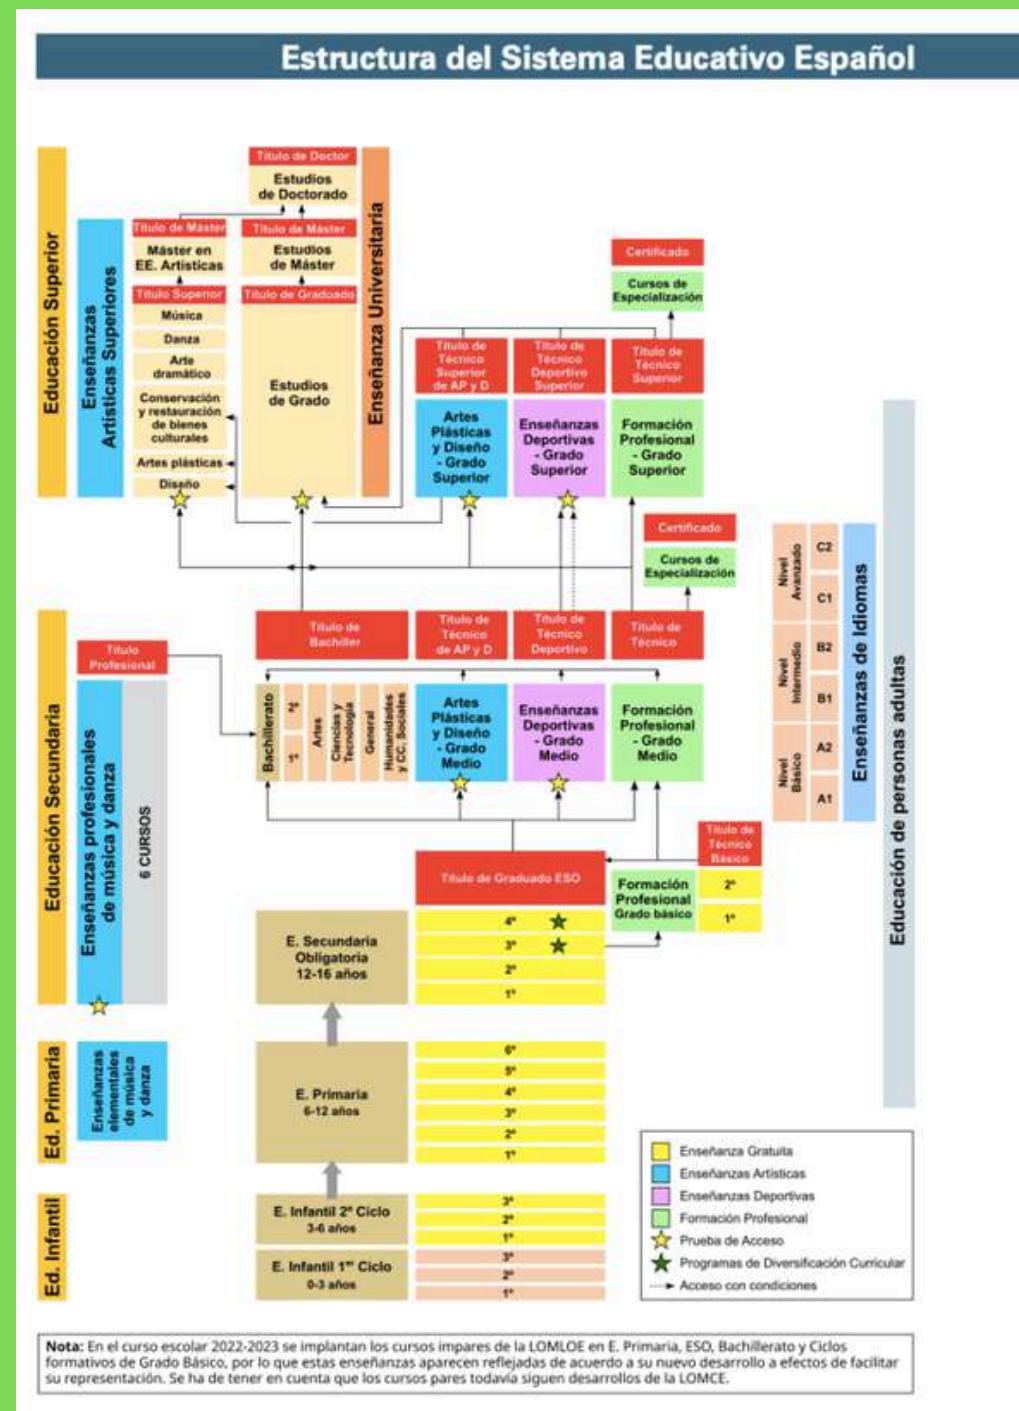 Estructura del Sistema Educativo Español
Educación Superior
Enseñanzas
Artísticas Superiores
Título de Máster
Máster en
EE. Artísticas
Título Superior
Música
Danza
Arte
dramático
Conservación
y restauración
de bienes
culturales
Artes plásticas
Diseño
Título de Doctor
Estudios
de Doctorado
Título de Máster
Estudios
de Máster
Título de Graduado
Estudios
de Grado
Enseñanza Universitaria
Título de
Técnico
Superior
de AP y D
Artes
Plásticas
y Diseño
- Grado
Superior
Título de
Técnico
Deportivo
Superior
Enseñanzas
Deportivas
- Grado
Superior
Certificado
Cursos de
Especialización
Título de
Técnico
Superior
Formación
Profesional
- Grado
Superior
Certificado
Cursos de
Especialización
Educación Secundaria
Título
Profesional
Enseñanzas profesionales
de música y danza
6 CURSOS
Título de
Bachiller
Bachillerato
2º
1º
Artes
Ciencias y
Tecnología
General
Humanidades
y CC. Sociales
Título de
Técnico
de AP y D
Artes
Plásticas
y Diseño
- Grado
Medio
Título de
Técnico
Deportivo
Enseñanzas
Deportivas
- Grado
Medio
Título de
Técnico
Formación
Profesional
- Grado
Medio
Título de Graduado ESO
E. Secundaria
Obligatoria
12-16 años
4º
3º
2º
1º
Formación
Profesional
Grado básico
Título de
Técnico
Básico
2º
1º
Nivel
Avanzado
C2
C1
Nivel
Intermedio
B2
B1
Nivel
Básico
A2
A1
Enseñanzas de Idiomas
Educación de personas adultas
Ed. Primaria
Enseñanzas
elementales
de música
y danza
E. Primaria
6-12 años
6º
5º
4º
3º
2º
1º
Ed. Infantil
E. Infantil 2º Ciclo
3-6 años
3º
2º
1º
E. Infantil 1er Ciclo
0-3 años
3º
2º
1º
Enseñanza Gratuita
Enseñanzas Artísticas
Enseñanzas Deportivas
Formación Profesional
Prueba de Acceso
Programas de Diversificación Curricular
Acceso con condiciones
Nota: En el curso escolar 2022-2023 se implantan los cursos impares de la LOMLOE en E. Primaria, ESO, Bachillerato y Ciclos
formativos de Grado Básico, por lo que estas enseñanzas aparecen reflejadas de acuerdo a su nuevo desarrollo a efectos de facilitar
su representación. Se ha de tener en cuenta que los cursos pares todavía siguen desarrollos de la LOMCE.